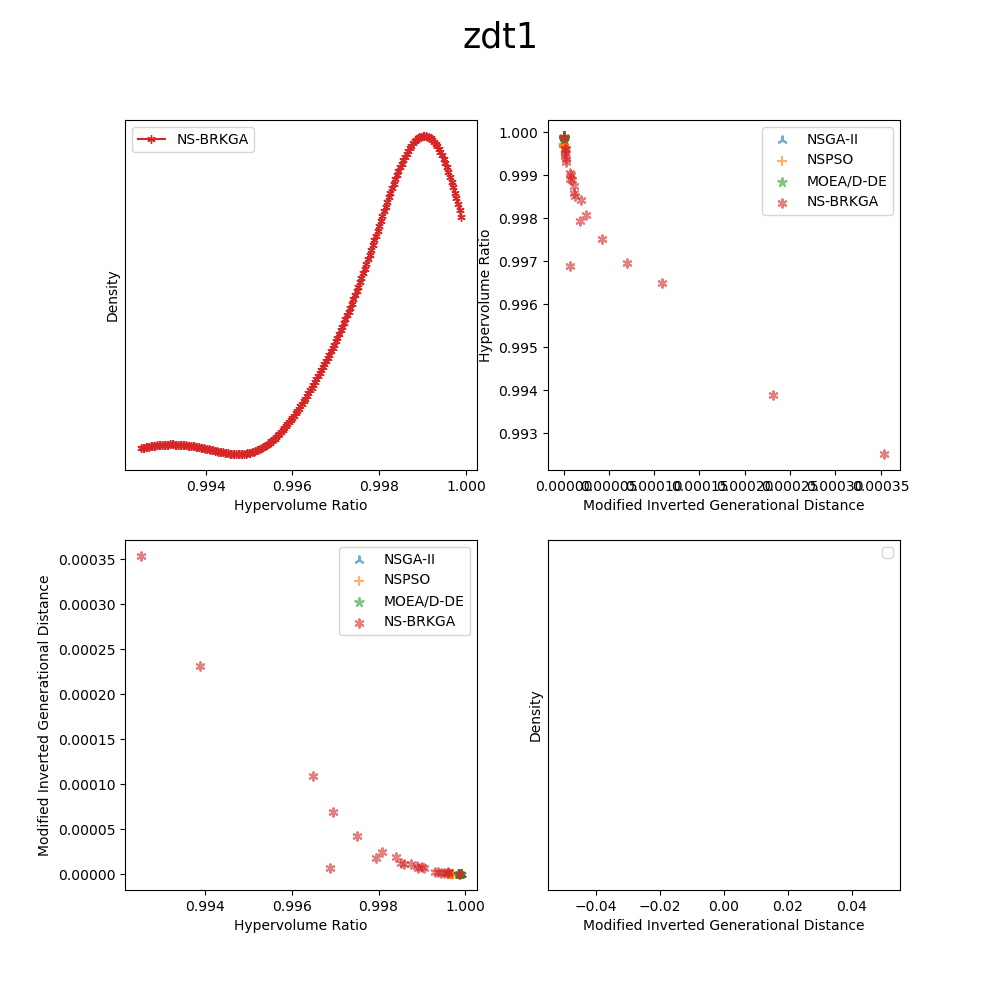 zdt1
NS-BRKGA
Density
0.994 0.996 0.998 1.000
Hypervolume Ratio
NSGA-II
NSPSO
MOEA/D-DE
NS-BRKGA
1.000
0.999
0.998
0.997
0.996
0.995
0.994
0.993
Hypervolume Ratio
0.00000 0.00005 0.00010 0.00015 0.00020 0.00025 0.00030 0.00035
Modified Inverted Generational Distance
NSGA-II
NSPSO
MOEA/D-DE
NS-BRKGA
0.00035
0.00030
0.00025
0.00020
0.00015
0.00010
0.00005
0.00000
Modified Inverted Generational Distance
0.994 0.996 0.998 1.000
Hypervolume Ratio
Density
−0.04 −0.02 0.00 0.02 0.04
Modified Inverted Generational Distance